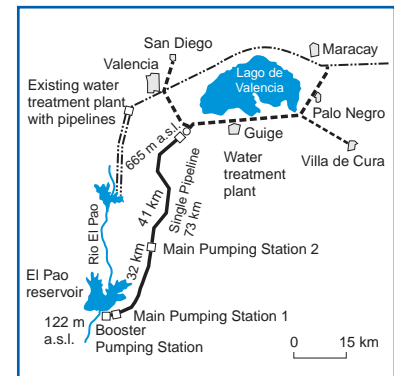 San Diego
Valencia
Maracay
Lago de
Valencia
Existing water
treatment plant
with pipelines
Palo Negro
665 m a.s.l.
Guige
Water
treatment
plant
Villa de Cura
Single Pipeline
73 km
41 km
Rio El Pao
32 km
Main Pumping Station 2
El Pao
reservoir
122 m
a.s.l.
Main Pumping Station 1
Booster
Pumping Station
0 15 km